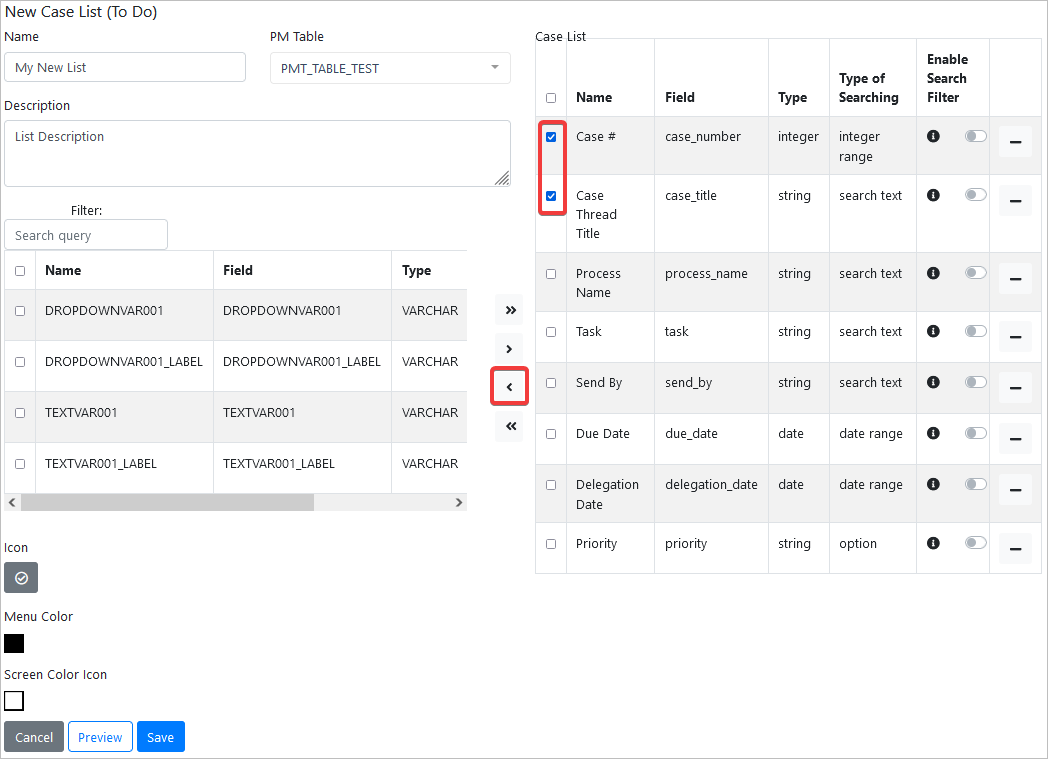 New Case List (To Do)
Name
PM Table
My New List
PMT_TABLE_TEST
Description
List Description
Filter:
Search query
Name Field Type
DROPDOWNVAR001 DROPDOWNVAR001 VARCHAR
DROPDOWNVAR001_LABEL DROPDOWNVAR001_LABEL VARCHAR
TEXTVAR001 TEXTVAR001 VARCHAR
TEXTVAR001_LABEL TEXTVAR001_LABEL VARCHAR
Icon
Menu Color
Screen Color Icon
Cancel Preview Save
Case List
Name Field Type Type of Searching Enable Search Filter
Case # case_number integer integer range
Case Thread Title case_title string search text
Process Name process_name string search text
Task task string search text
Send By send_by string search text
Due Date due_date date date range
Delegation Date delegation_date date date range
Priority priority string option